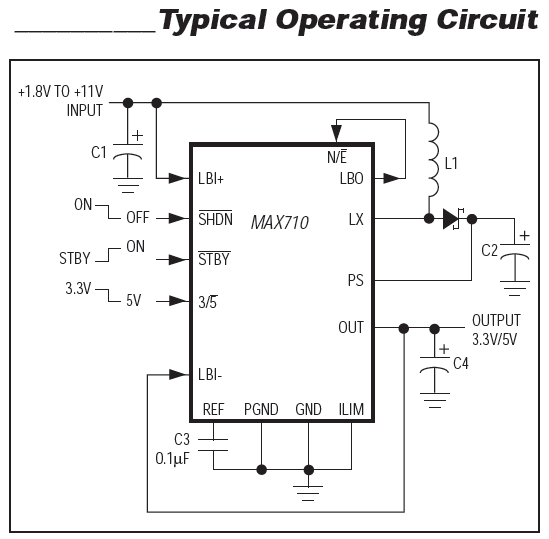 Typical Operating Circuit
+1.8V TO +11V
INPUT
C1
+
N/E̅
LBI+
LBO
L1
ON
OFF
S̅H̅D̅N̅
MAX710
LX
STBY
ON
S̅T̅B̅Y̅
C2
+
3.3V
5V
3/5̅
PS
OUT
OUTPUT
3.3V/5V
+
C4
LBI-
REF PGND GND ILIM
C3
0.1µF